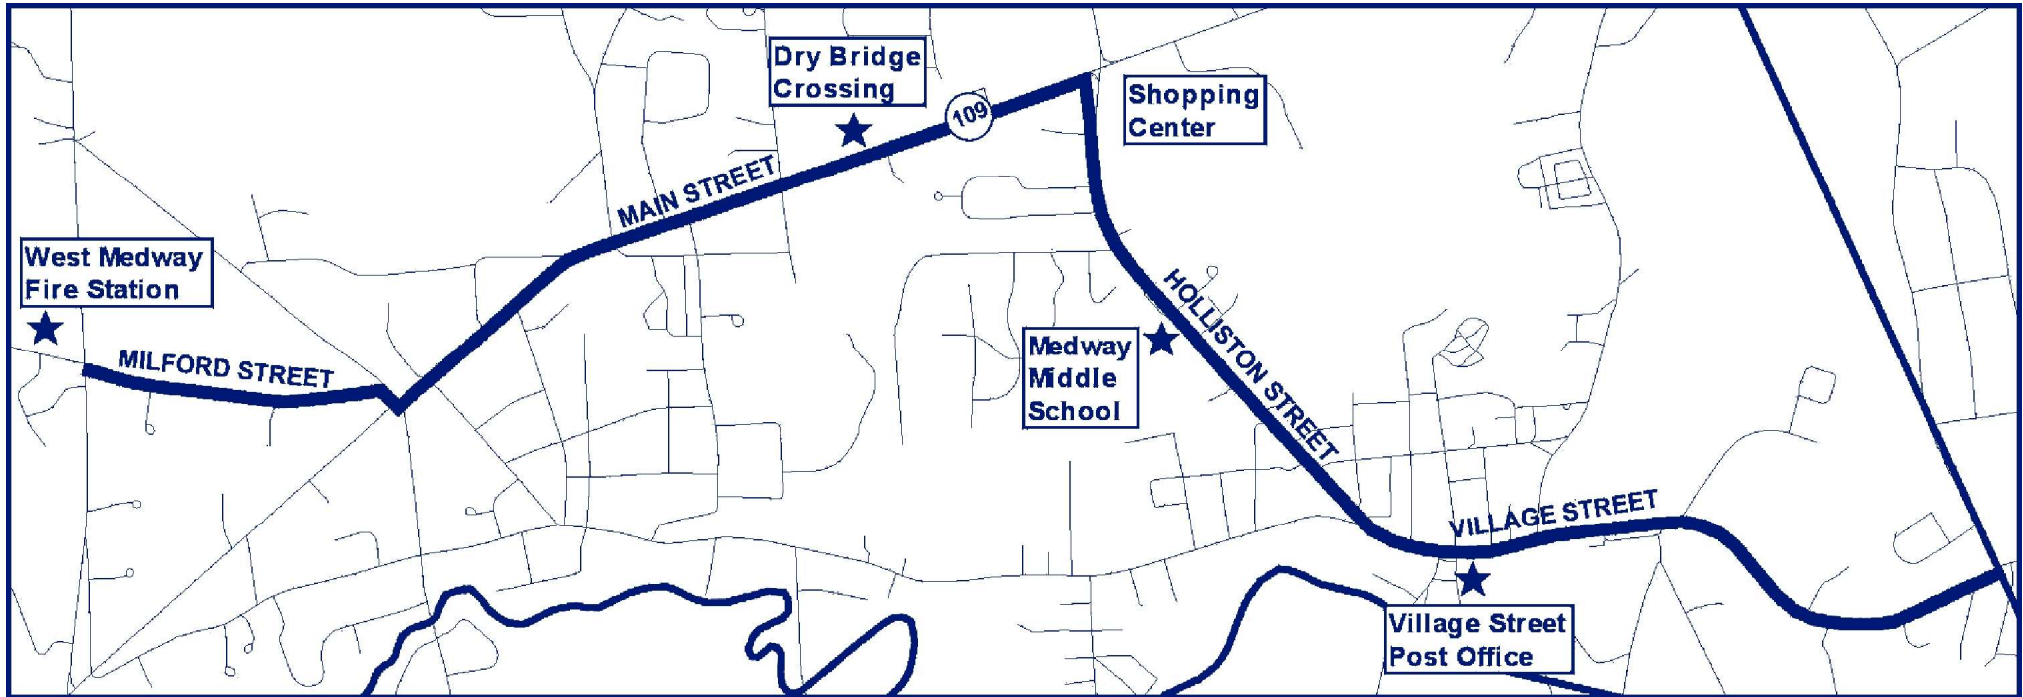 Dry Bridge
Crossing
109
Shopping
Center
MAIN STREET
West Medway
Fire Station
MILFORD STREET
HOLLISTON STREET
Medway
Middle
School
VILLAGE STREET
Village Street
Post Office